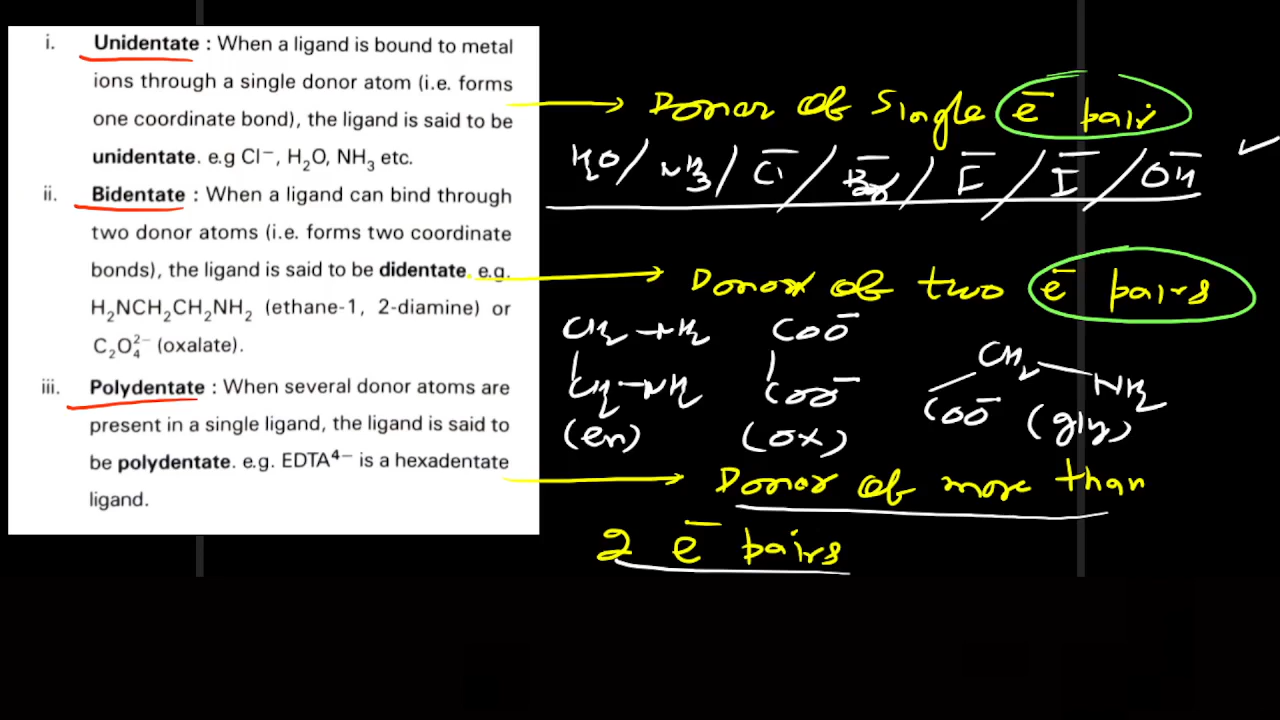 i. Unidentate : When a ligand is bound to metal
ions through a single donor atom (i.e. forms
one coordinate bond), the ligand is said to be
unidentate. e.g Cl⁻, H₂O, NH₃ etc.
ii. Bidentate : When a ligand can bind through
two donor atoms (i.e. forms two coordinate
bonds), the ligand is said to be didentate. e.g.
H₂NCH₂CH₂NH₂ (ethane-1, 2-diamine) or
C₂O₄²⁻ (oxalate).
iii. Polydentate : When several donor atoms are
present in a single ligand, the ligand is said to
be polydentate. e.g. EDTA⁴⁻ is a hexadentate
ligand.
Donor of single e⁻ pair
H₂O / NH₃ / Cl⁻ / / / I⁻ / OH⁻
Donor of two e⁻ pairs
CH₂ NH₂
CH₂-NH₂
(en)
COO⁻
COO⁻
(ox)
CH₂
NH₂
COO⁻ (gly)
Donor of more than
2 e⁻ pairs